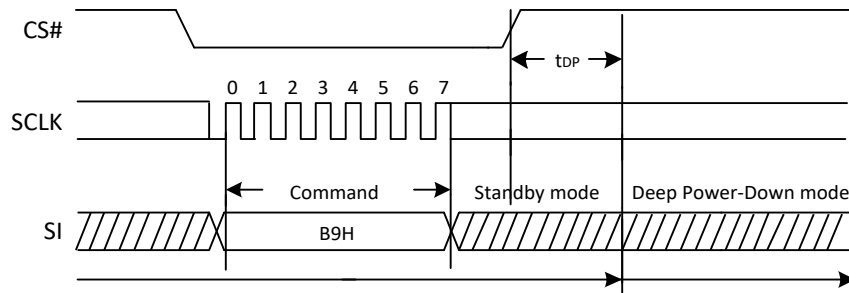 CS#
tDP
0 1 2 3 4 5 6 7
SCLK
Command Standby mode Deep Power-Down mode
SI
B9H